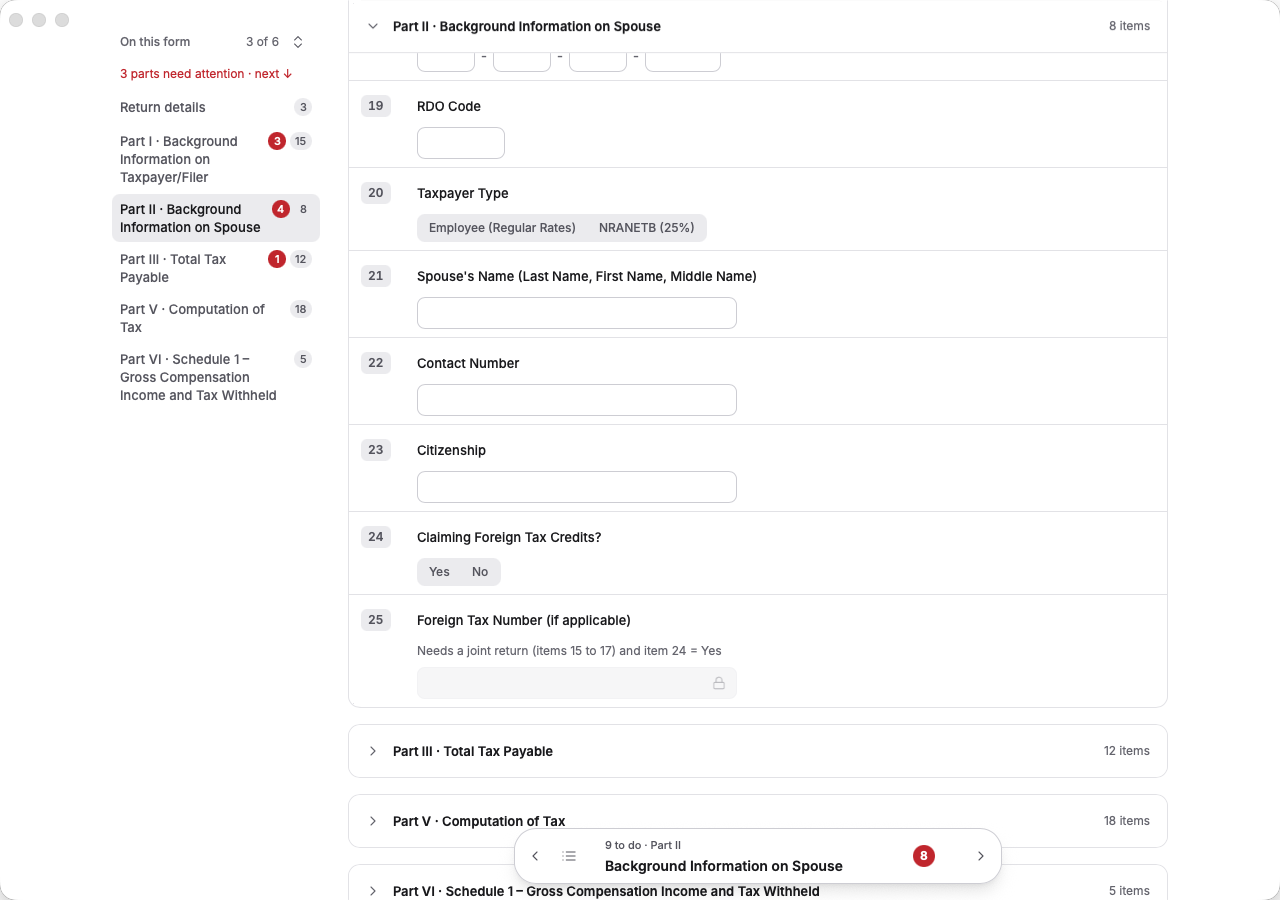 On this form
3 of 6
3 parts need attention · next ↓
Return details
3
Part I · Background Information on Taxpayer/Filer
3
15
Part II · Background Information on Spouse
4
8
Part III · Total Tax Payable
1
12
Part V · Computation of Tax
18
Part VI · Schedule 1 – Gross Compensation Income and Tax Withheld
5
Part II · Background Information on Spouse
8 items
- - -
19
RDO Code
20
Taxpayer Type
Employee (Regular Rates)
NRANETB (25%)
21
Spouse's Name (Last Name, First Name, Middle Name)
22
Contact Number
23
Citizenship
24
Claiming Foreign Tax Credits?
Yes
No
25
Foreign Tax Number (if applicable)
Needs a joint return (items 15 to 17) and item 24 = Yes
Part III · Total Tax Payable
12 items
Part V · Computation of Tax
18 items
9 to do · Part II
Background Information on Spouse
8
Part VI · Schedule 1 – Gross Compensation Income and Tax Withheld
5 items